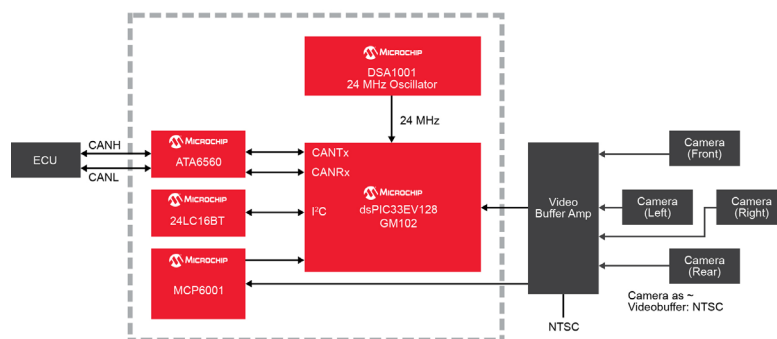 MICROCHIP
DSA1001
24 MHz Oscillator
24 MHz
ECU
CANH
CANL
MICROCHIP
ATA6560
MICROCHIP
24LC16BT
MICROCHIP
MCP6001
MICROCHIP
CANTx
CANRx
I²C
dsPIC33EV128
GM102
Video
Buffer Amp
NTSC
Camera
(Front)
Camera
(Left)
Camera
(Right)
Camera
(Rear)
Camera as ~
Videobuffer: NTSC